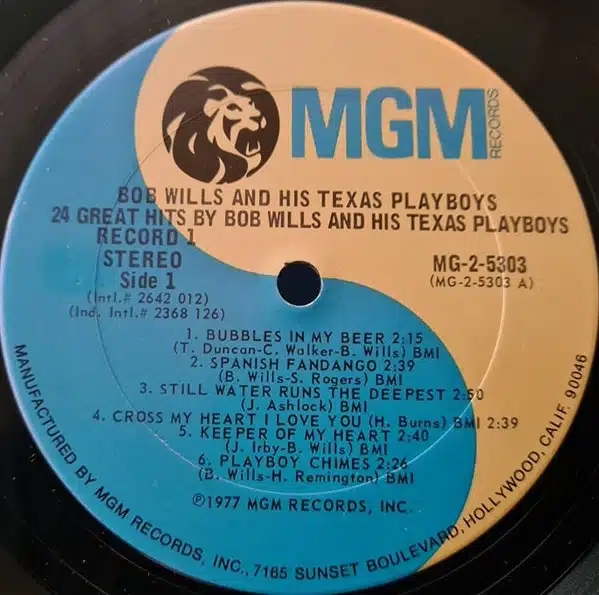 MGM
RECORDS
BOB WILLS AND HIS TEXAS PLAYBOYS
24 GREAT HITS BY BOB WILLS AND HIS TEXAS PLAYBOYS
RECORD 1
STEREO
Side 1
(Intl.# 2642 012)
(Ind. Intl.# 2368 126)
MG-2-5303
(MG-2-5303 A)
1. BUBBLES IN MY BEER 2:15
(T. Duncan-C. Walker-B. Wills) BMI
2. SPANISH FANDANGO 2:39
(B. Wills-S. Rogers) BMI
3. STILL WATER RUNS THE DEEPEST 2:50
(J. Ashlock) BMI
4. CROSS MY HEART I LOVE YOU (H. Burns) BMI 2:39
5. KEEPER OF MY HEART 2:40
(J. Irby-B. Wills) BMI
6. PLAYBOY CHIMES 2:26
(B. Wills-H. Remington) BMI
℗1977 MGM RECORDS, INC.
MANUFACTURED BY MGM RECORDS, INC., 7165 SUNSET BOULEVARD, HOLLYWOOD, CALIF. 90046